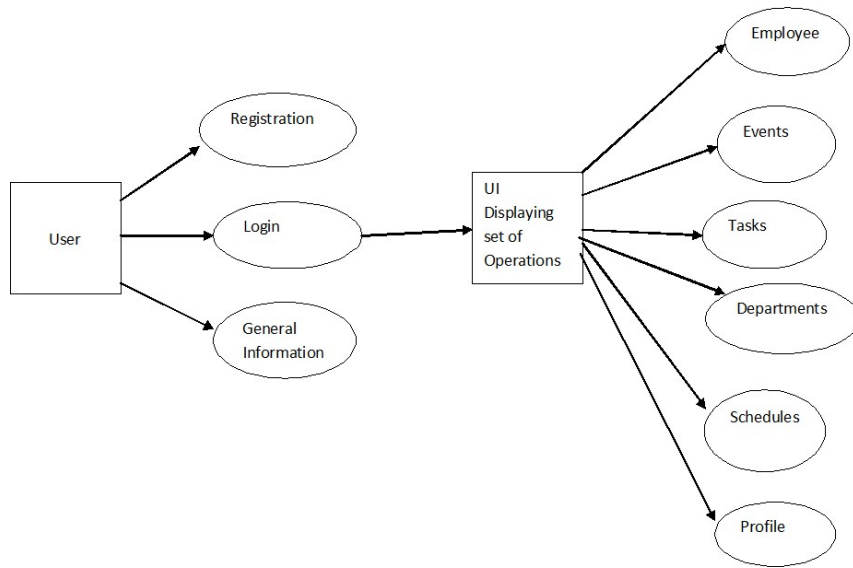 User
Registration
Login
General
Information
UI
Displaying
set of
Operations
Employee
Events
Tasks
Departments
Schedules
Profile